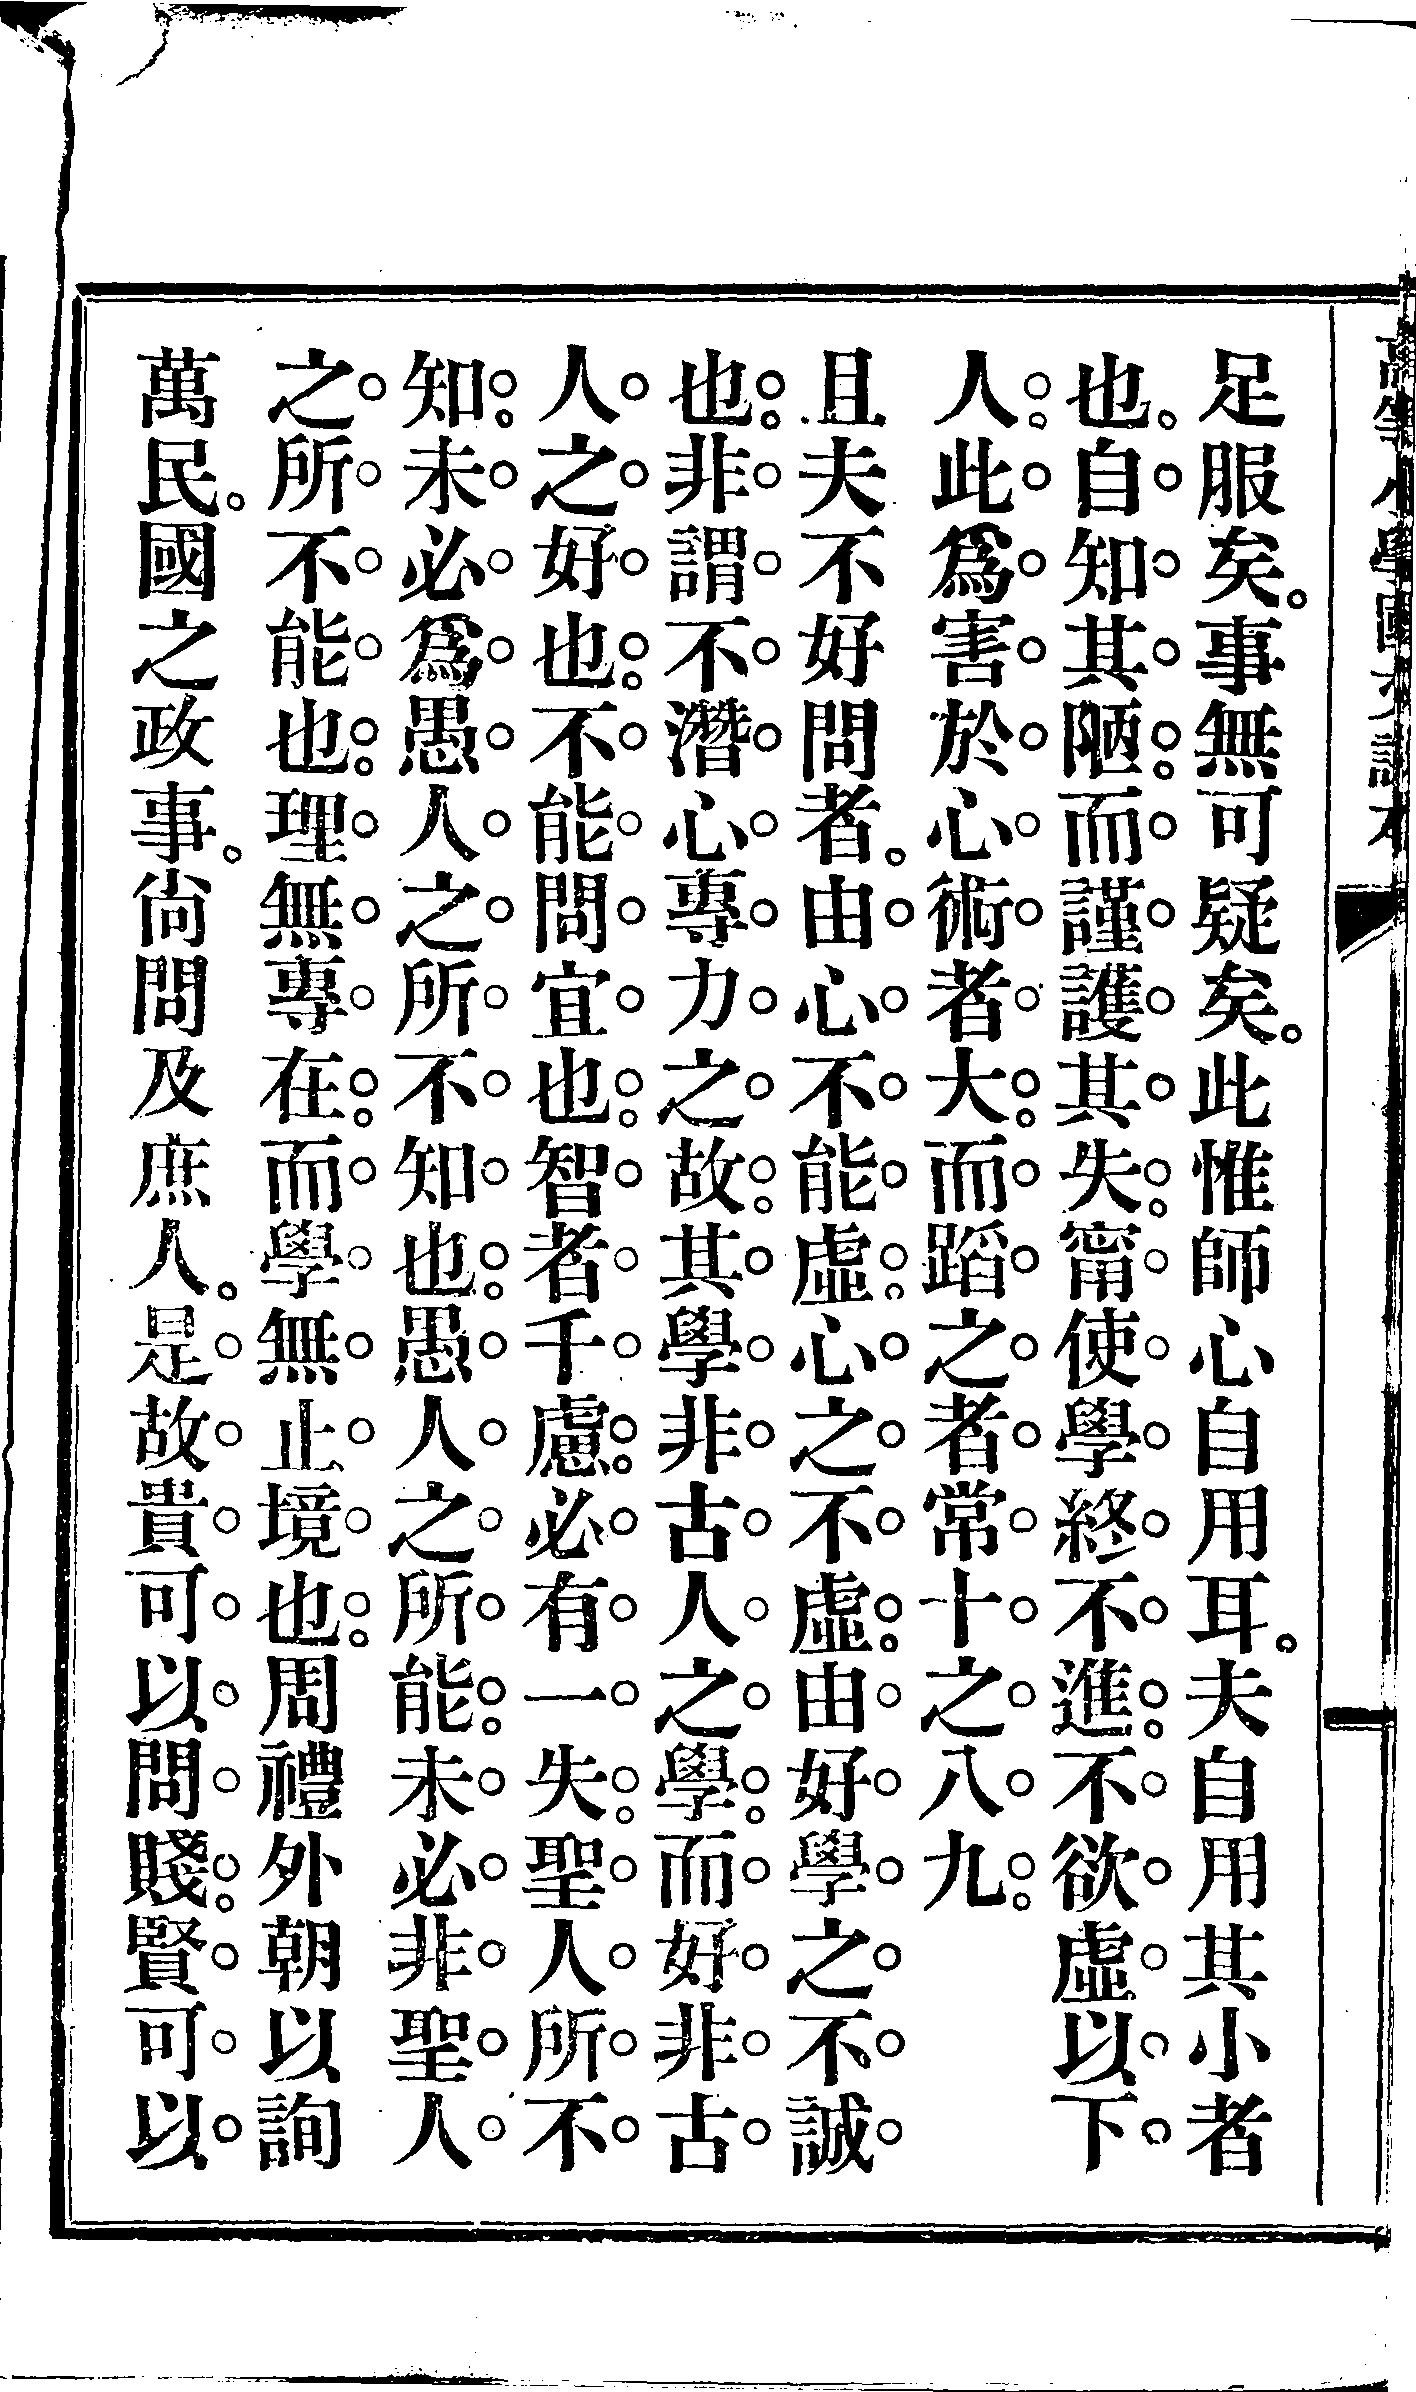 高等小學國文讀本
足服矣。事無可疑矣。此惟師心自用耳。夫自用其小者
也。自知其陋。而謹護其失。甯使學終不進。不欲虛以下
人。此爲害於心術者大。而蹈之者常十之八九。
且夫不好問者。由心不能虛。心之不虛。由好學之不誠
也。非謂不潛心專力之故。其學非古人之學。而好非古
人之好也。不能問宜也。智者千慮。必有一失。聖人所不
知。未必爲愚人之所不知也。愚人之所能。未必非聖人
之所不能也。理無專在。而學無止境也。周禮外朝以詢
萬民。國之政事。尙問及庶人。是故貴可以問賤。賢可以